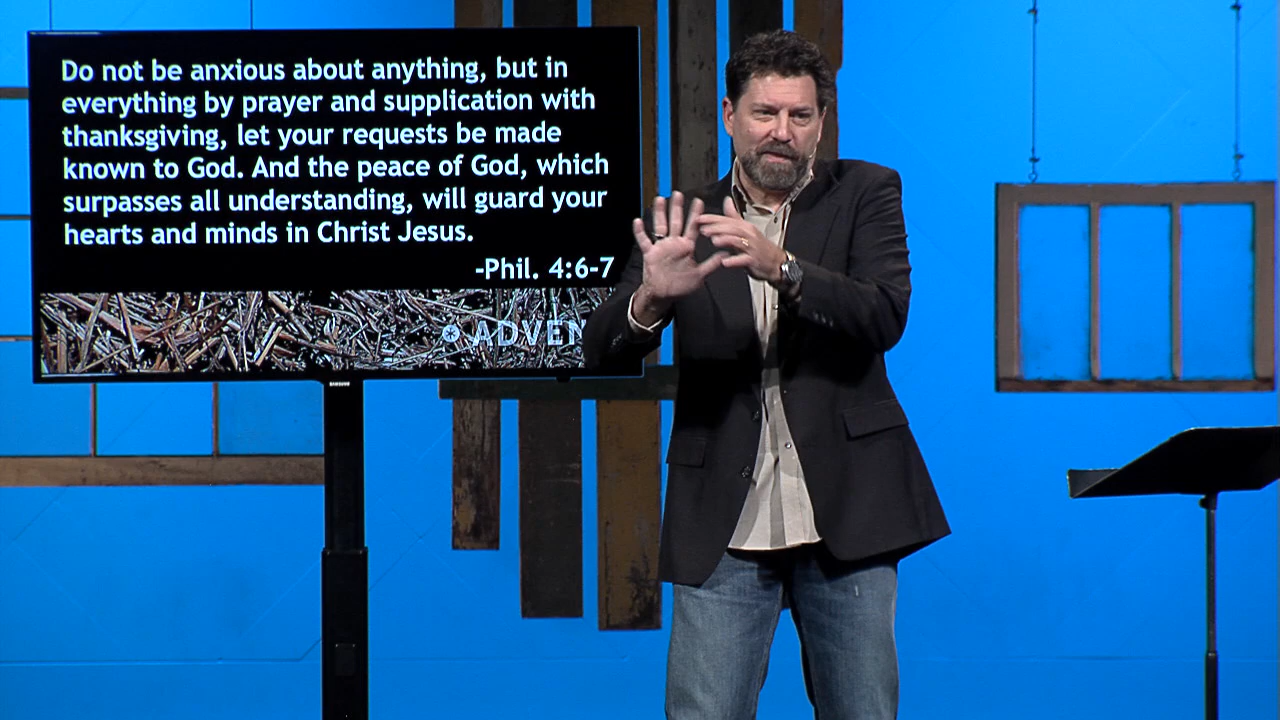 Do not be anxious about anything, but in
everything by prayer and supplication with
thanksgiving, let your requests be made
known to God. And the peace of God, which
surpasses all understanding, will guard your
hearts and minds in Christ Jesus.
-Phil. 4:6-7
ADVEN
SAMSUNG